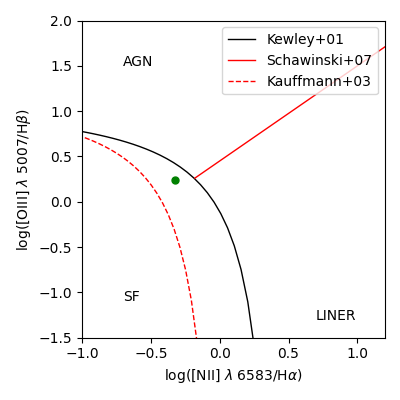 2.0
1.5
1.0
0.5
0.0
−0.5
−1.0
−1.5
log([OIII] λ 5007/Hβ)
AGN
Kewley+01
Schawinski+07
Kauffmann+03
SF
LINER
−1.0 −0.5 0.0 0.5 1.0
log([NII] λ 6583/Hα)